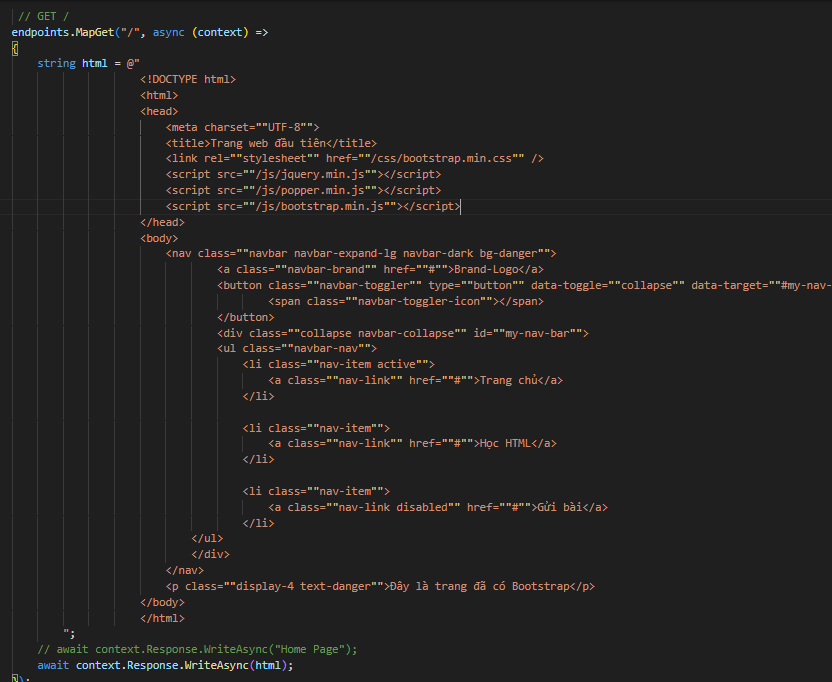 // GET /
endpoints.MapGet("/", async (context) =>
{
string html = @"
<!DOCTYPE html>
<html>
<head>
<meta charset=""UTF-8"">
<title>Trang web đầu tiên</title>
<link rel=""stylesheet"" href=""/css/bootstrap.min.css"" />
<script src=""/js/jquery.min.js""></script>
<script src=""/js/popper.min.js""></script>
<script src=""/js/bootstrap.min.js""></script>
</head>
<body>
<nav class=""navbar navbar-expand-lg navbar-dark bg-danger"">
<a class=""navbar-brand"" href=""#"">Brand-Logo</a>
<button class=""navbar-toggler"" type=""button"" data-toggle=""collapse"" data-target=""#my-nav-
<span class=""navbar-toggler-icon""></span>
</button>
<div class=""collapse navbar-collapse"" id=""my-nav-bar"">
<ul class=""navbar-nav"">
<li class=""nav-item active"">
<a class=""nav-link"" href=""#"">Trang chủ</a>
</li>
<li class=""nav-item"">
<a class=""nav-link"" href=""#"">Học HTML</a>
</li>
<li class=""nav-item"">
<a class=""nav-link disabled"" href=""#"">Gửi bài</a>
</li>
</ul>
</div>
</nav>
<p class=""display-4 text-danger"">Đây là trang đã có Bootstrap</p>
</body>
</html>
";
// await context.Response.WriteAsync("Home Page");
await context.Response.WriteAsync(html);
});